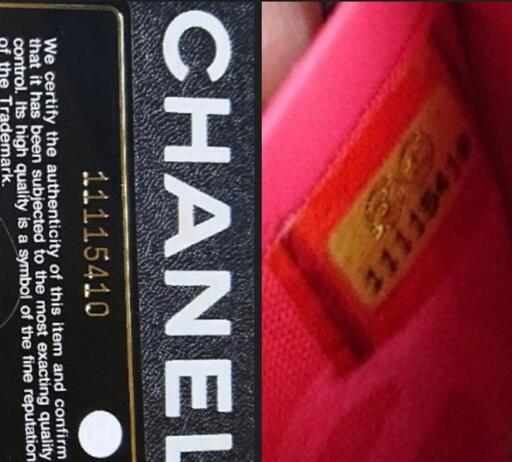 CHANEL
11115410
We certify the authenticity of this item and confirm
that it has been subjected to the most exacting quality
control. Its high quality is a symbol of the fine reputation
of the Trademark.
11115410